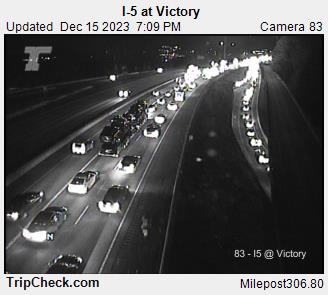 I-5 at Victory
Updated Dec 15 2023 7:09 PM Camera 83
83 - I5 @ Victory
TripCheck.com Milepost306.80